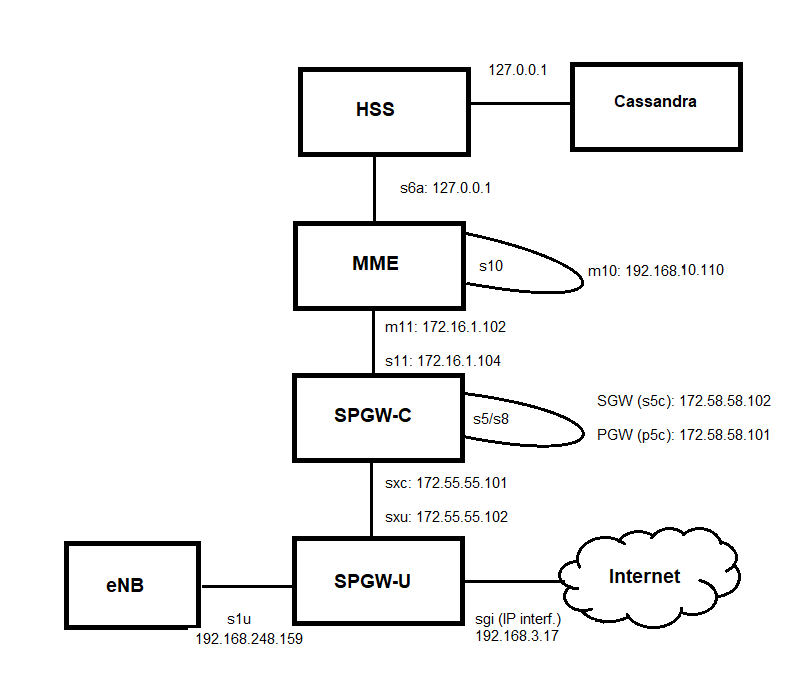 127.0.0.1
HSS
Cassandra
s6a: 127.0.0.1
MME
s10
m10: 192.168.10.110
m11: 172.16.1.102
s11: 172.16.1.104
SPGW-C
s5/s8
SGW (s5c): 172.58.58.102
PGW (p5c): 172.58.58.101
sxc: 172.55.55.101
sxu: 172.55.55.102
eNB
SPGW-U
Internet
s1u
192.168.248.159
sgi (IP interf.)
192.168.3.17